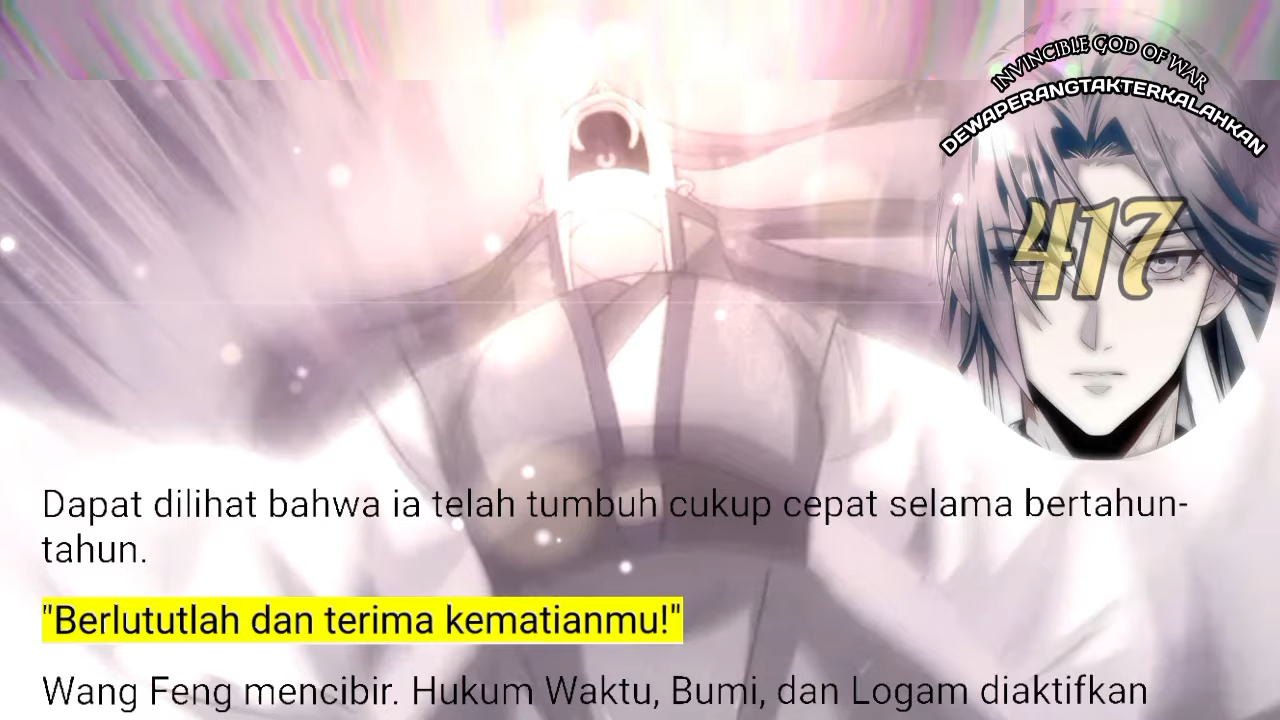 INVINCIBLE GOD OF WAR
DEWAPERANGTAKTERKALAHKAN
417
Dapat dilihat bahwa ia telah tumbuh cukup cepat selama bertahun-
tahun.
"Berlututlah dan terima kematianmu!"
Wang Feng mencibir. Hukum Waktu, Bumi, dan Logam diaktifkan